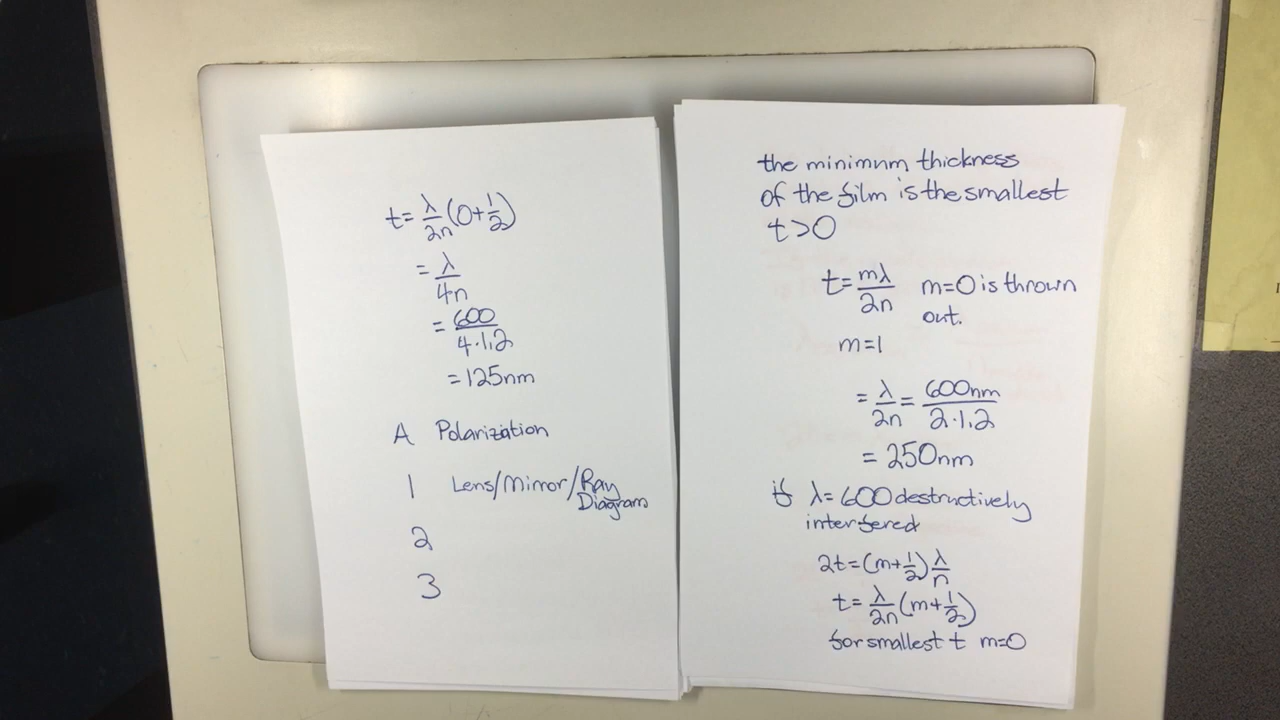 t=λ/2n(0+1/2)
=λ/4n
=600/4·1.2
=125nm
A Polarization
1 Lens/Mirror/Ray
Diagram
2
3
the minimum thickness
of the film is the smallest
t>0
t=mλ/2n m=0 is thrown
out.
m=1
=λ/2n=600nm/2·1.2
=250nm
if λ=600 destructively
interfered
2t=(m+1/2)λ/n
t=λ/2n(m+1/2)
for smallest t m=0